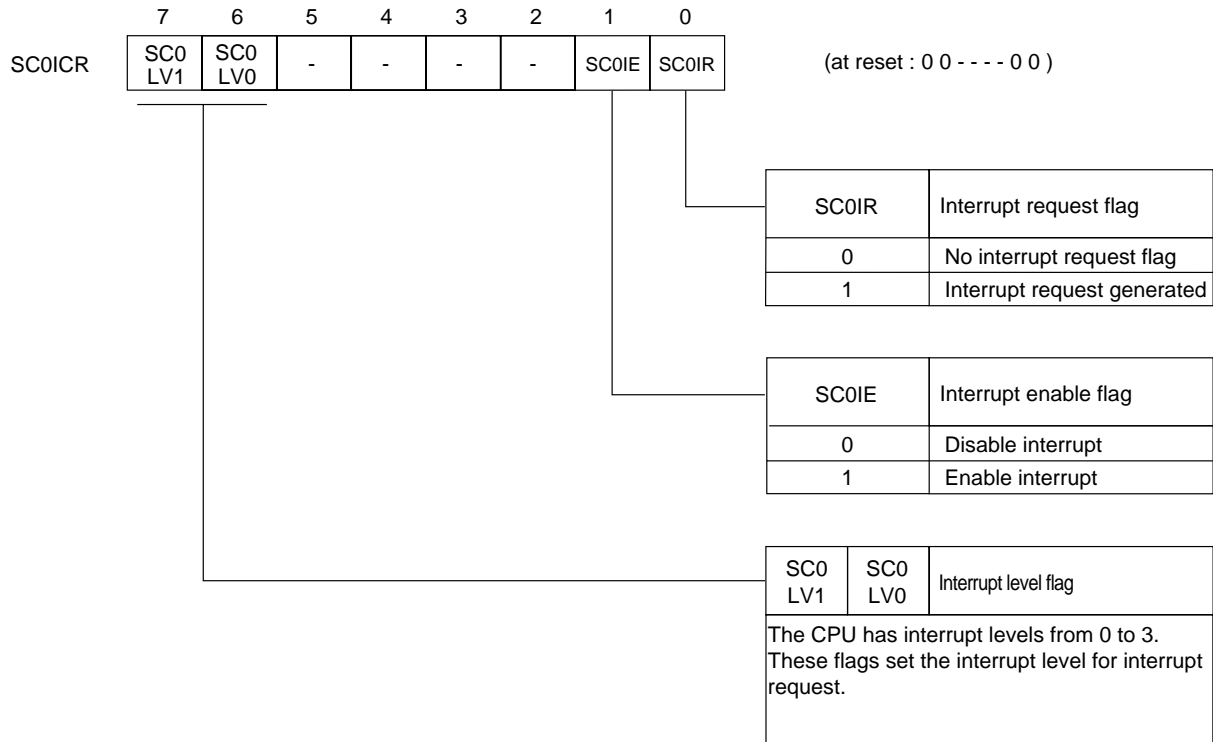 7 6 5 4 3 2 1 0
SC0ICR SC0 LV1 SC0 LV0 - - - - SC0IE SC0IR (at reset : 0 0 - - - - 0 0 )
SC0IR Interrupt request flag
0 No interrupt request flag
1 Interrupt request generated
SC0IE Interrupt enable flag
0 Disable interrupt
1 Enable interrupt
SC0 LV1 SC0 LV0 Interrupt level flag
The CPU has interrupt levels from 0 to 3.
These flags set the interrupt level for interrupt
request.